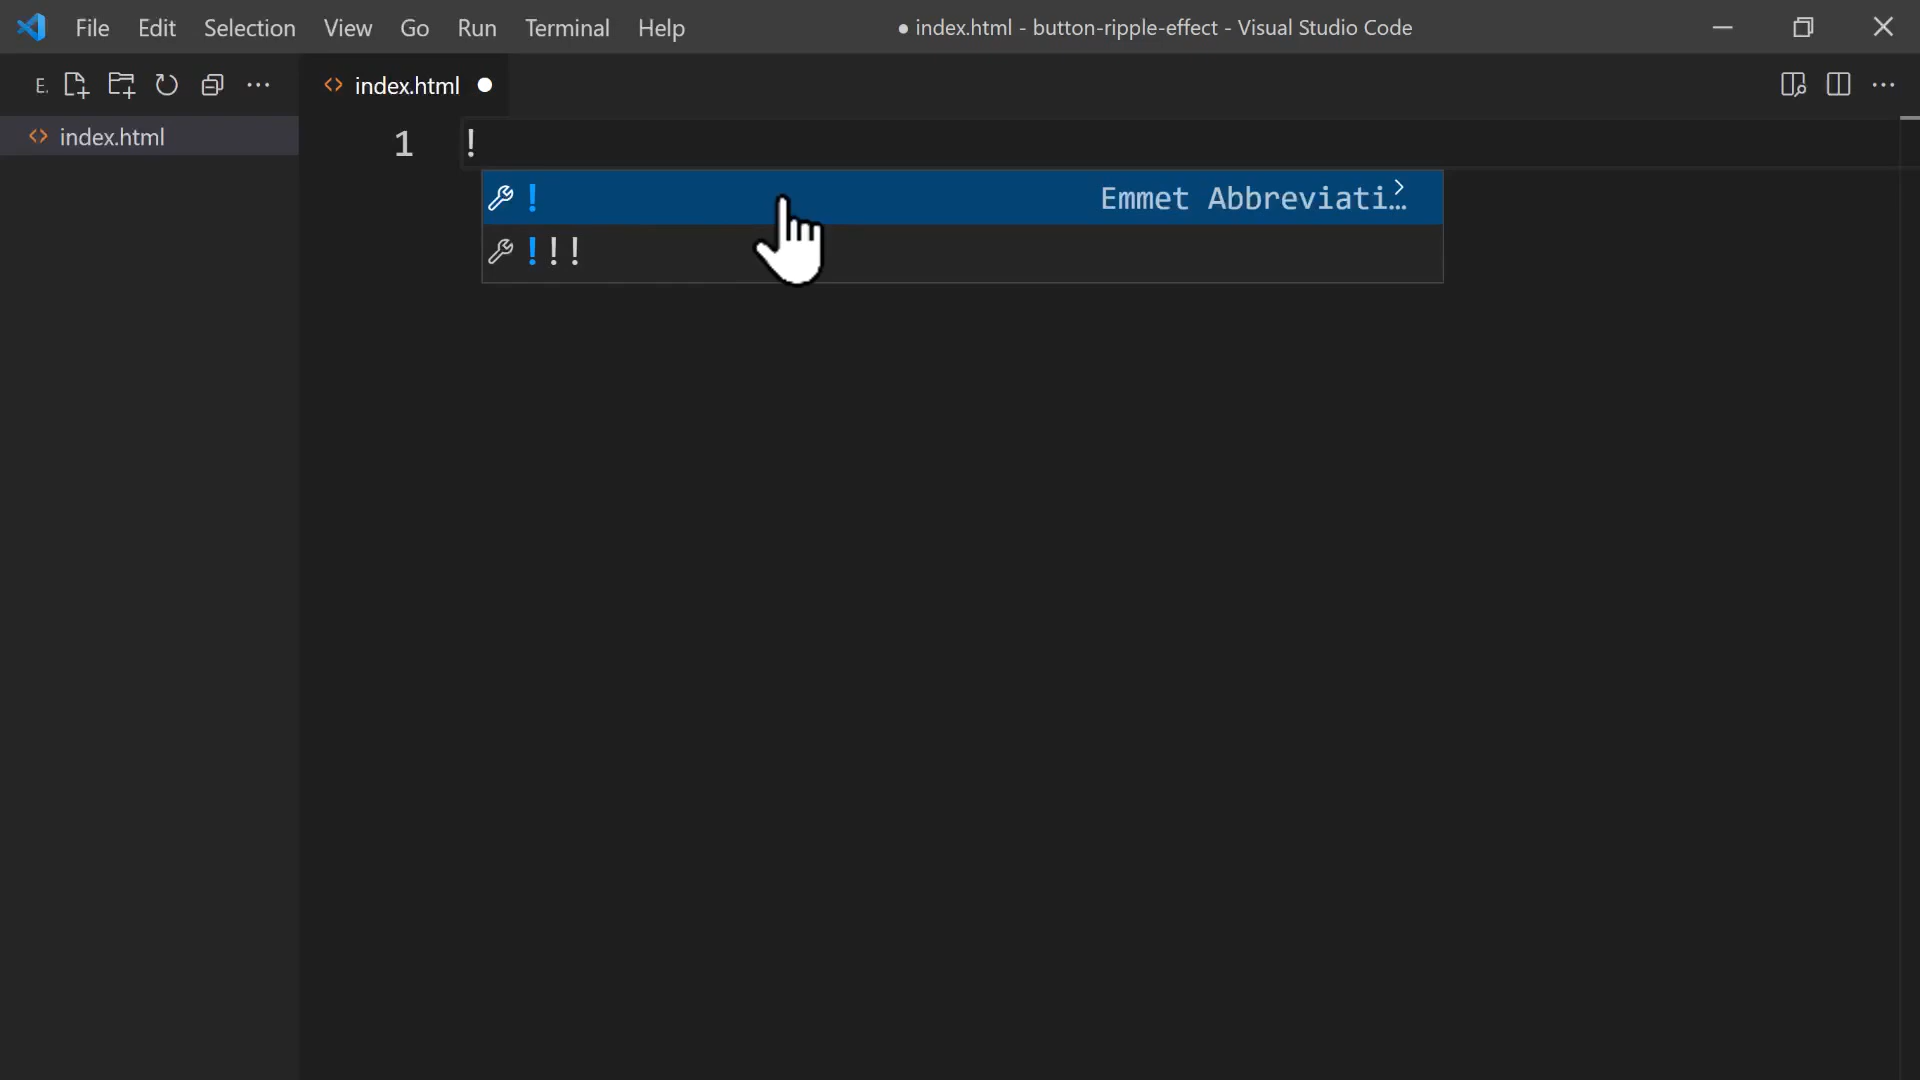 File Edit Selection View Go Run Terminal Help ● index.html - button-ripple-effect - Visual Studio Code
E. <> index.html ●
<> index.html
1 !
! Emmet Abbreviati…
!!!